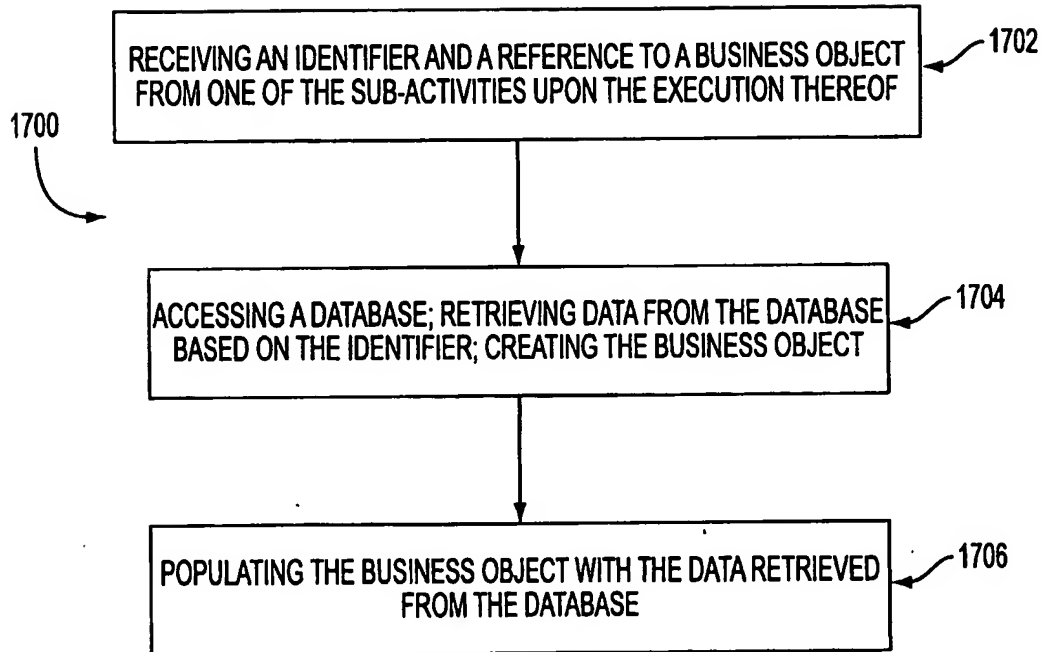 RECEIVING AN IDENTIFIER AND A REFERENCE TO A BUSINESS OBJECT
FROM ONE OF THE SUB-ACTIVITIES UPON THE EXECUTION THEREOF
1702
1700
ACCESSING A DATABASE; RETRIEVING DATA FROM THE DATABASE
BASED ON THE IDENTIFIER; CREATING THE BUSINESS OBJECT
1704
POPULATING THE BUSINESS OBJECT WITH THE DATA RETRIEVED
FROM THE DATABASE
1706